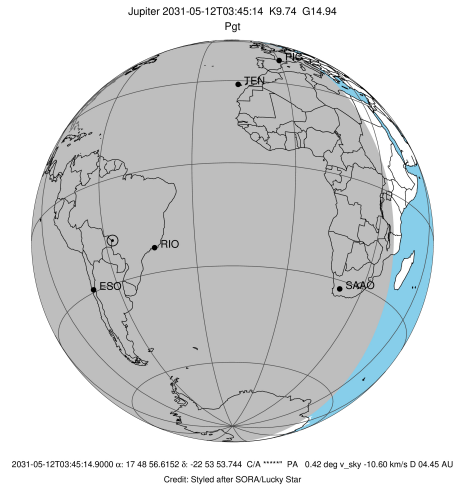 Jupiter 2031-05-12T03:45:14 K9.74 G14.94
Pgt
PIC
TEN
RIO
ESO
SAAO
2031-05-12T03:45:14.9000 α: 17 48 56.6152 δ: -22 53 53.744 C/A *****" PA 0.42 deg v_sky -10.60 km/s D 04.45 AU
Credit: Styled after SORA/Lucky Star